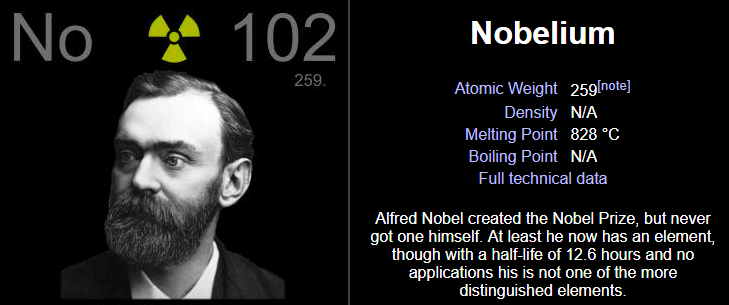 No 102
259.
Nobelium
Atomic Weight 259[note]
Density N/A
Melting Point 828 °C
Boiling Point N/A
Full technical data
Alfred Nobel created the Nobel Prize, but never
got one himself. At least he now has an element,
though with a half-life of 12.6 hours and no
applications his is not one of the more
distinguished elements.